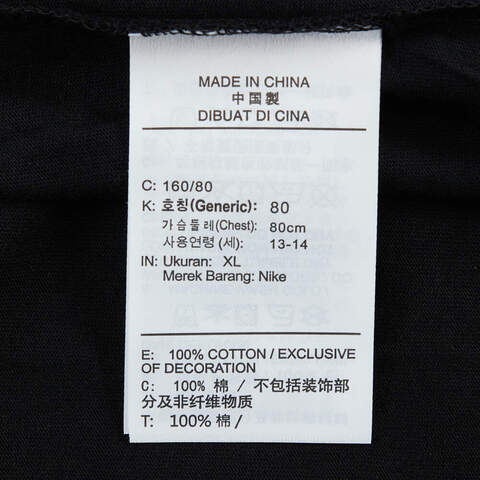 MADE IN CHINA
中国製
DIBUAT DI CINA
C: 160/80
K: 호칭(Generic): 80
가슴둘레(Chest): 80cm
사용연령 (세): 13-14
IN: Ukuran: XL
Merek Barang: Nike
E: 100% COTTON / EXCLUSIVE
OF DECORATION
C: 100% 棉 / 不包括装饰部
分及非纤维物质
T: 100% 棉 /